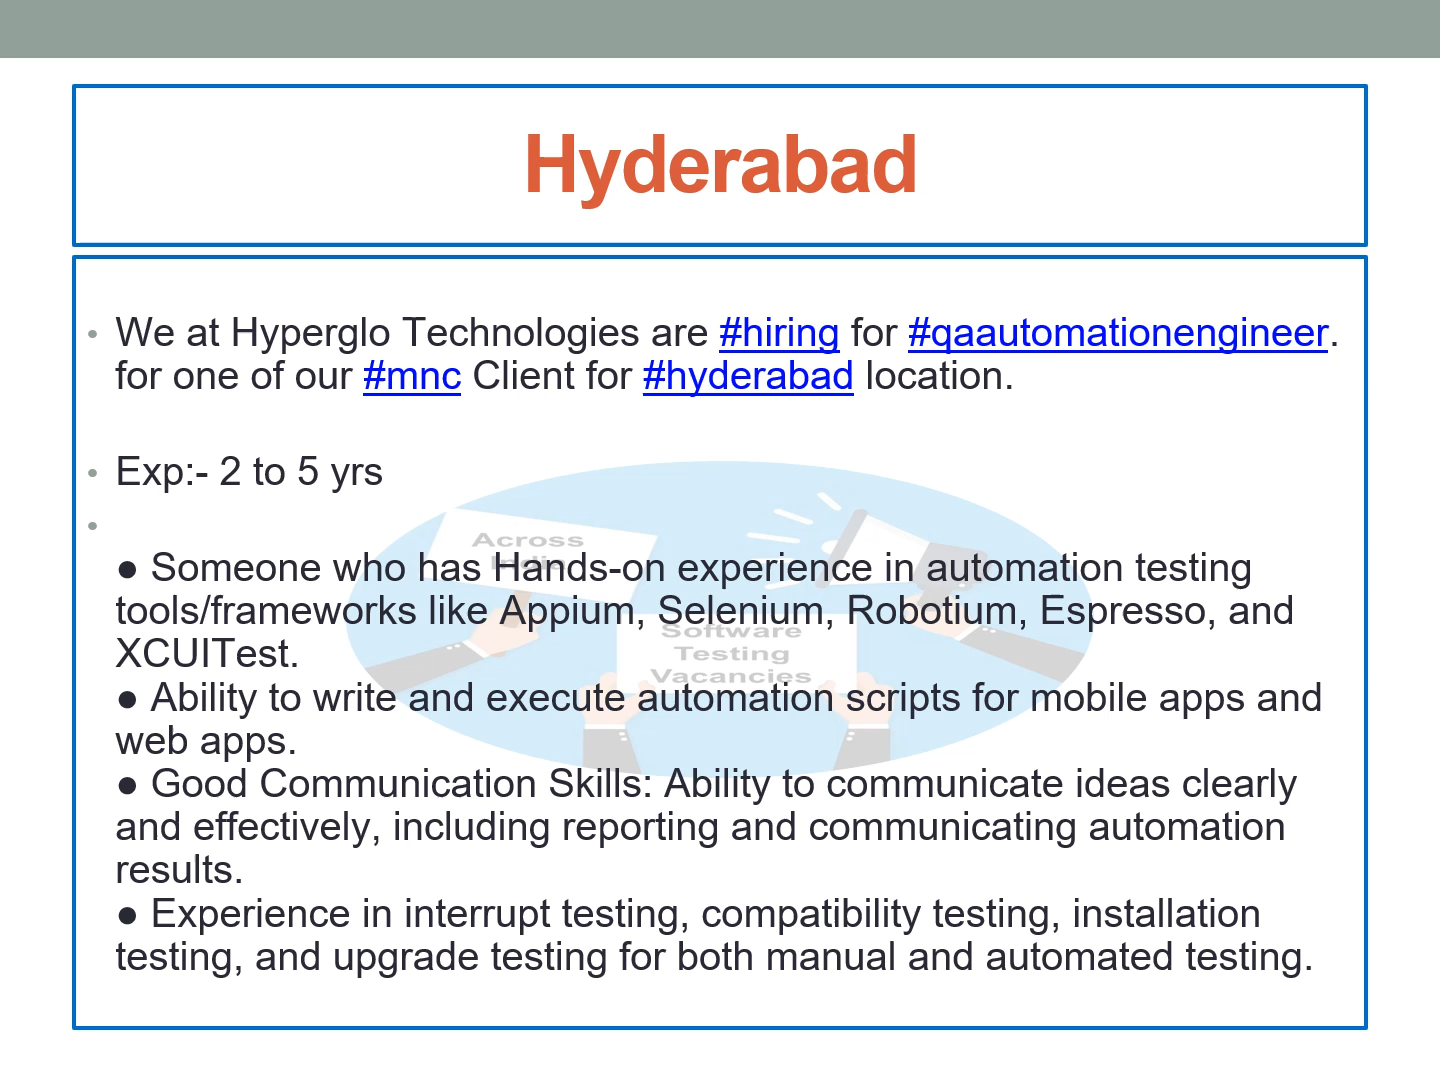 Hyderabad
• We at Hyperglo Technologies are #hiring for #qaautomationengineer.
for one of our #mnc Client for #hyderabad location.
• Exp:- 2 to 5 yrs
•
● Someone who has Hands-on experience in automation testing
tools/frameworks like Appium, Selenium, Robotium, Espresso, and
XCUITest.
● Ability to write and execute automation scripts for mobile apps and
web apps.
● Good Communication Skills: Ability to communicate ideas clearly
and effectively, including reporting and communicating automation
results.
● Experience in interrupt testing, compatibility testing, installation
testing, and upgrade testing for both manual and automated testing.
Across
India
Software
Testing
Vacancies